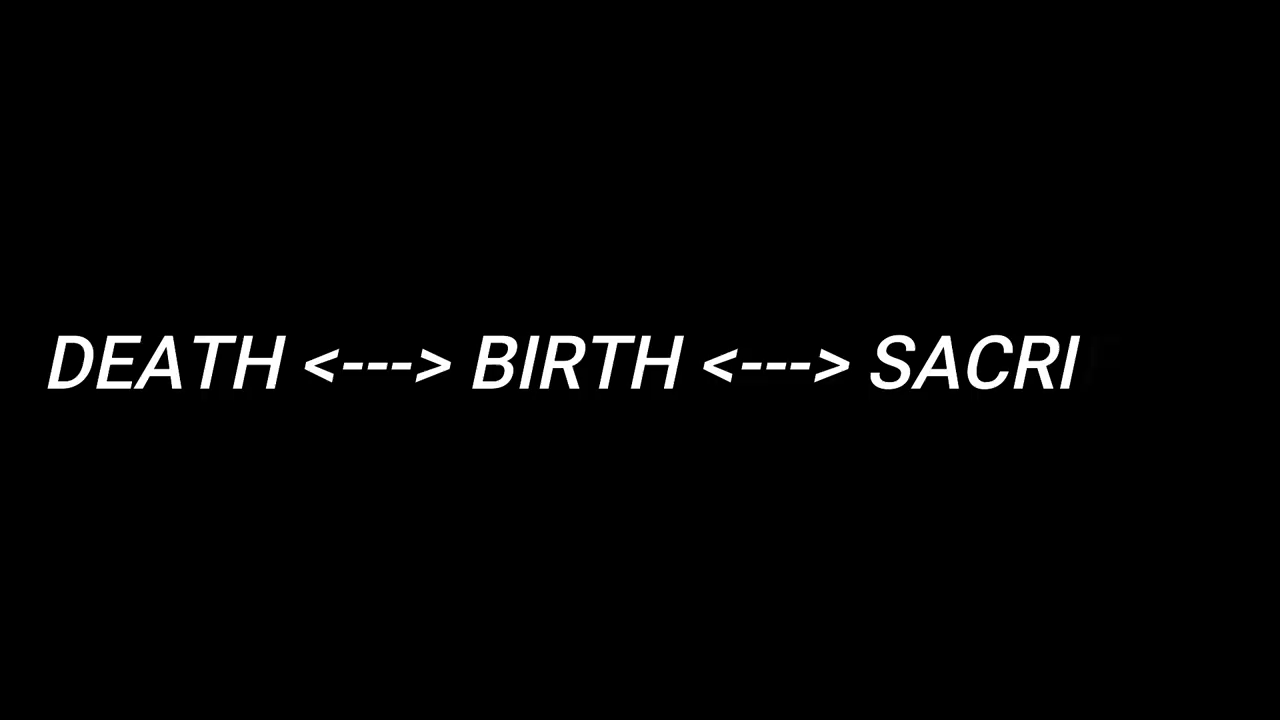 DEATH <---> BIRTH <---> SACRI